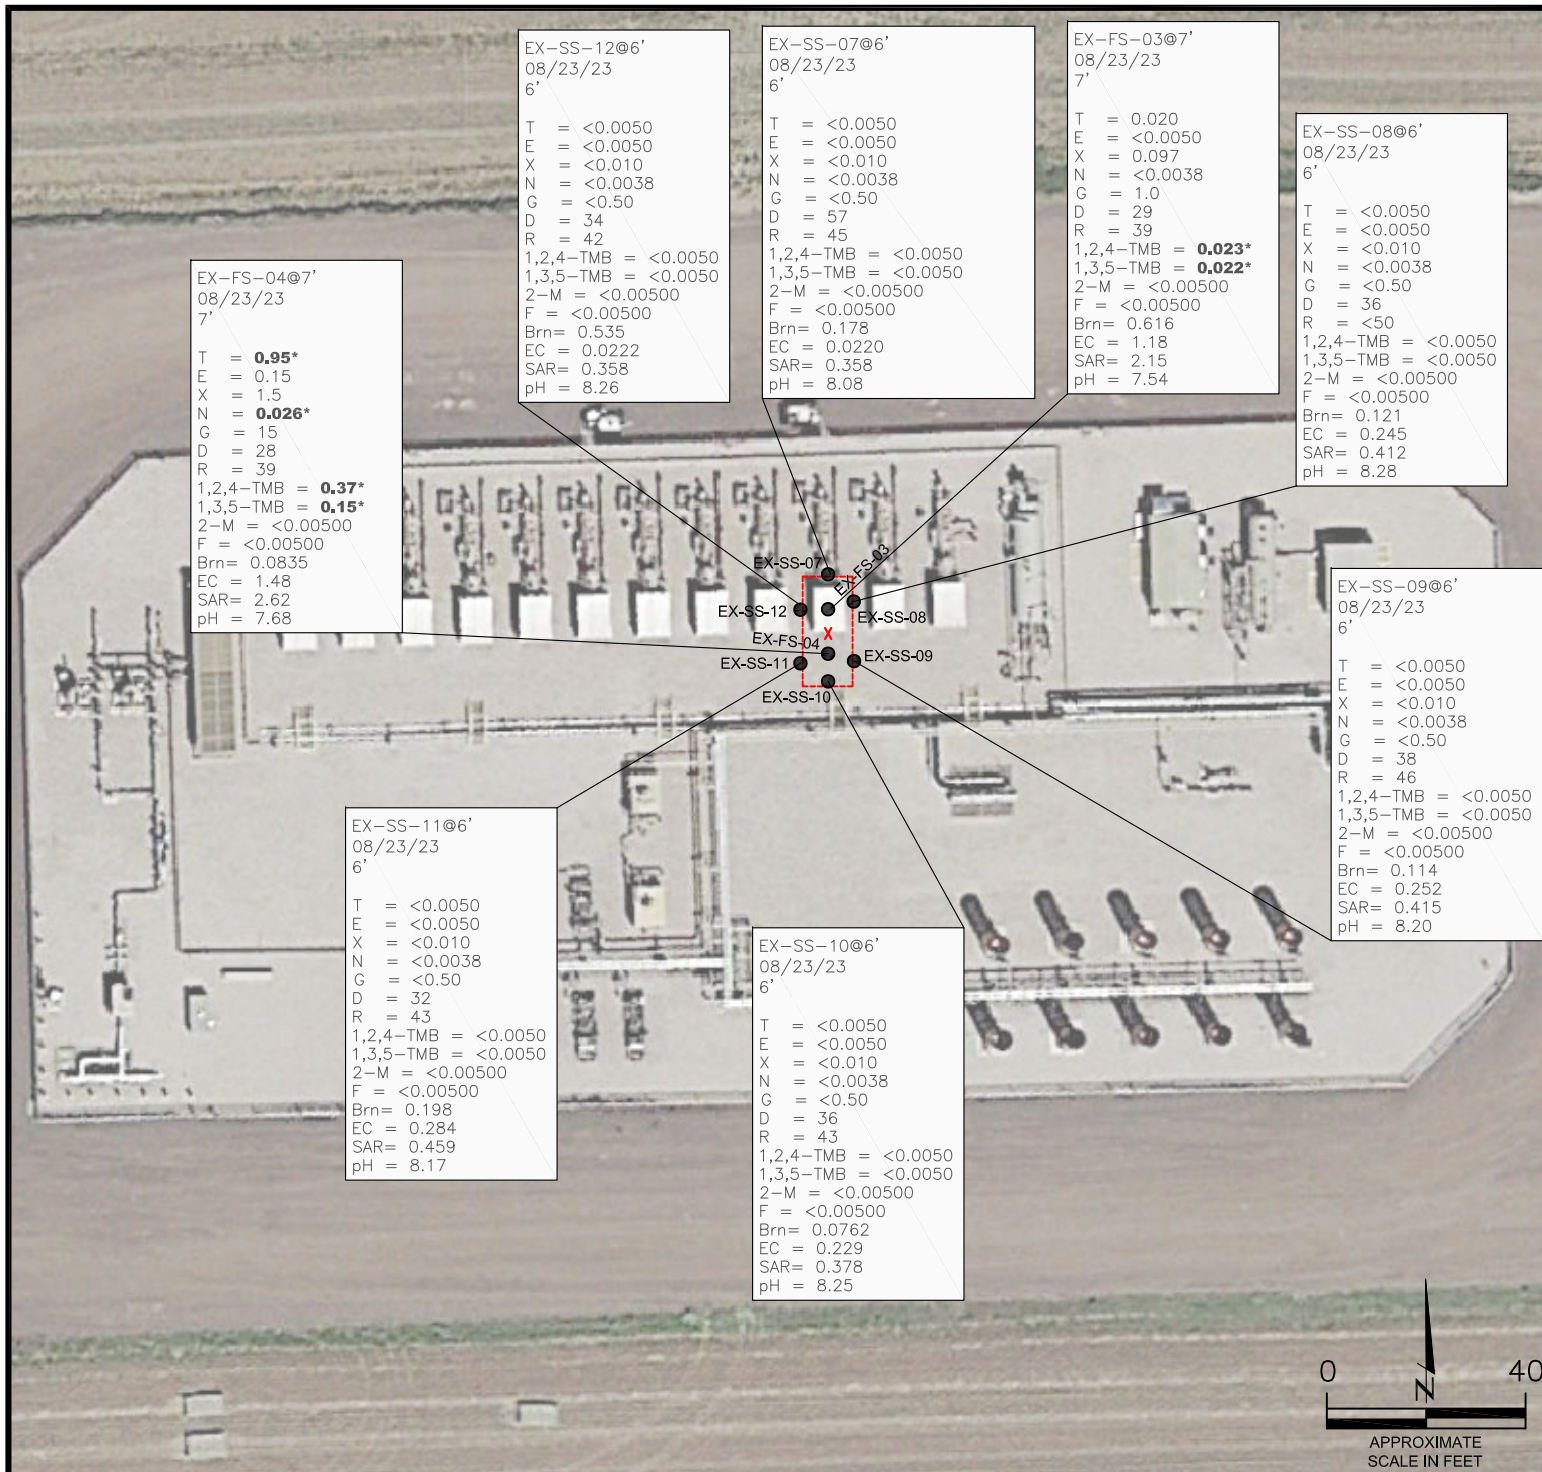 EX-SS-12@6'
08/23/23
6'
T = <0.0050
E = <0.0050
X = <0.010
N = <0.0038
G = <0.50
D = 34
R = 42
1,2,4-TMB = <0.0050
1,3,5-TMB = <0.0050
2-M = <0.00500
F = <0.00500
Brn= 0.535
EC = 0.0222
SAR= 0.358
pH = 8.26
EX-SS-07@6'
08/23/23
6'
T = <0.0050
E = <0.0050
X = <0.010
N = <0.0038
G = <0.50
D = 57
R = 45
1,2,4-TMB = <0.0050
1,3,5-TMB = <0.0050
2-M = <0.00500
F = <0.00500
Brn= 0.178
EC = 0.0220
SAR= 0.358
pH = 8.08
EX-FS-03@7'
08/23/23
7'
T = 0.020
E = <0.0050
X = 0.097
N = <0.0038
G = 1.0
D = 29
R = 39
1,2,4-TMB = 0.023*
1,3,5-TMB = 0.022*
2-M = <0.00500
F = <0.00500
Brn= 0.616
EC = 1.18
SAR= 2.15
pH = 7.54
EX-SS-08@6'
08/23/23
6'
T = <0.0050
E = <0.0050
X = <0.010
N = <0.0038
G = <0.50
D = 36
R = <50
1,2,4-TMB = <0.0050
1,3,5-TMB = <0.0050
2-M = <0.00500
F = <0.00500
Brn= 0.121
EC = 0.245
SAR= 0.412
pH = 8.28
EX-FS-04@7'
08/23/23
7'
T = 0.95*
E = 0.15
X = 1.5
N = 0.026*
G = 15
D = 28
R = 39
1,2,4-TMB = 0.37*
1,3,5-TMB = 0.15*
2-M = <0.00500
F = <0.00500
Brn= 0.0835
EC = 1.48
SAR= 2.62
pH = 7.68
EX-SS-07
EX-FS-03
EX-SS-12
EX-SS-08
X
EX-FS-04
EX-SS-11
EX-SS-09
EX-SS-10
EX-SS-09@6'
08/23/23
6'
T = <0.0050
E = <0.0050
X = <0.010
N = <0.0038
G = <0.50
D = 38
R = 46
1,2,4-TMB = <0.0050
1,3,5-TMB = <0.0050
2-M = <0.00500
F = <0.00500
Brn= 0.114
EC = 0.252
SAR= 0.415
pH = 8.20
EX-SS-11@6'
08/23/23
6'
T = <0.0050
E = <0.0050
X = <0.010
N = <0.0038
G = <0.50
D = 32
R = 43
1,2,4-TMB = <0.0050
1,3,5-TMB = <0.0050
2-M = <0.00500
F = <0.00500
Brn= 0.198
EC = 0.284
SAR= 0.459
pH = 8.17
EX-SS-10@6'
08/23/23
6'
T = <0.0050
E = <0.0050
X = <0.010
N = <0.0038
G = <0.50
D = 36
R = 43
1,2,4-TMB = <0.0050
1,3,5-TMB = <0.0050
2-M = <0.00500
F = <0.00500
Brn= 0.0762
EC = 0.229
SAR= 0.378
pH = 8.25
N
0 40
APPROXIMATE
SCALE IN FEET